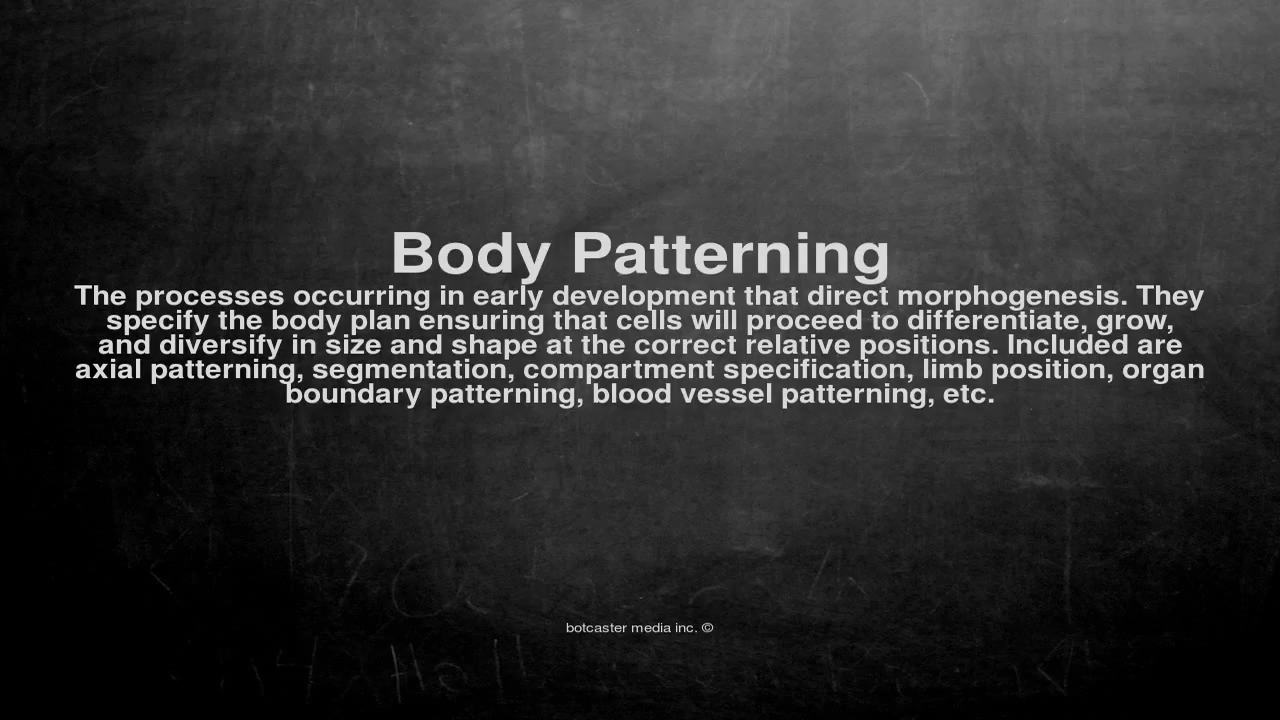 Body Patterning
The processes occurring in early development that direct morphogenesis. They
specify the body plan ensuring that cells will proceed to differentiate, grow,
and diversify in size and shape at the correct relative positions. Included are
axial patterning, segmentation, compartment specification, limb position, organ
boundary patterning, blood vessel patterning, etc.
botcaster media inc. ©